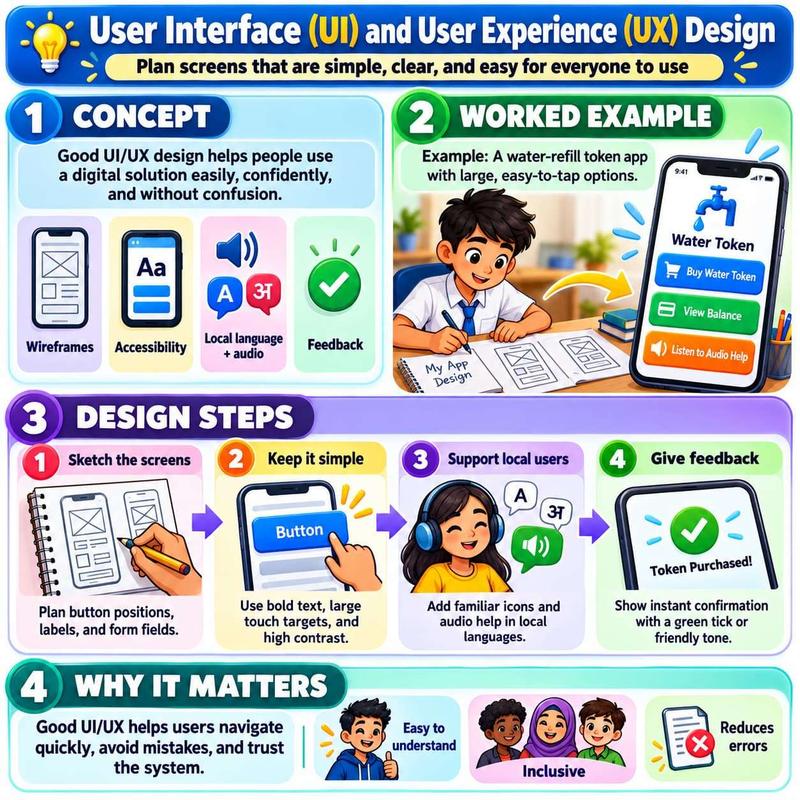 User Interface (UI) and User Experience (UX) Design
Plan screens that are simple, clear, and easy for everyone to use
1 CONCEPT
Good UI/UX design helps people use
a digital solution easily, confidently,
and without confusion.
Wireframes
Aa
Accessibility
A अ
Local language
+ audio
Feedback
2 WORKED EXAMPLE
Example: A water-refill token app
with large, easy-to-tap options.
My App
Design
9:41
Water Token
Buy Water Token
View Balance
Listen to Audio Help
3 DESIGN STEPS
1 Sketch the screens
Plan button positions,
labels, and form fields.
2 Keep it simple
Button
Use bold text, large
touch targets, and
high contrast.
3 Support local users
A
अ
Add familiar icons and
audio help in local
languages.
4 Give feedback
Token Purchased!
Show instant confirmation
with a green tick or
friendly tone.
4 WHY IT MATTERS
Good UI/UX helps users navigate
quickly, avoid mistakes, and trust
the system.
Easy to
understand
Inclusive
Reduces
errors